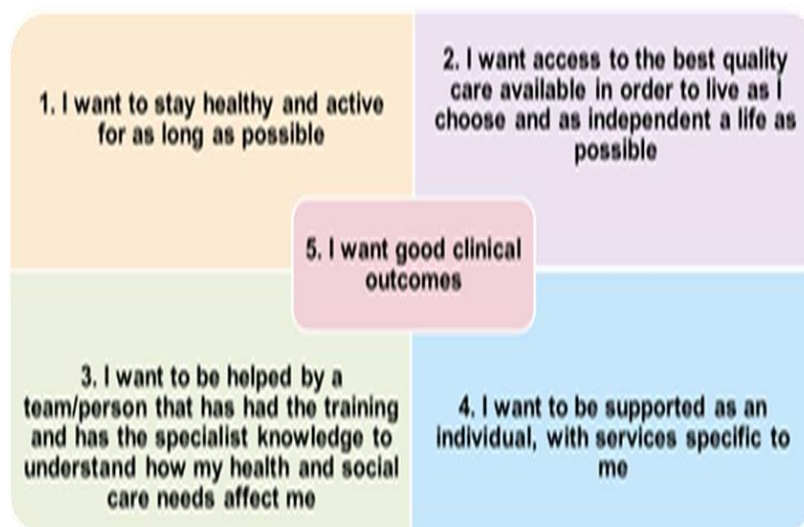 1. I want to stay healthy and active
for as long as possible
2. I want access to the best quality
care available in order to live as I
choose and as independent a life as
possible
5. I want good clinical
outcomes
3. I want to be helped by a
team/person that has had the training
and has the specialist knowledge to
understand how my health and social
care needs affect me
4. I want to be supported as an
individual, with services specific to
me